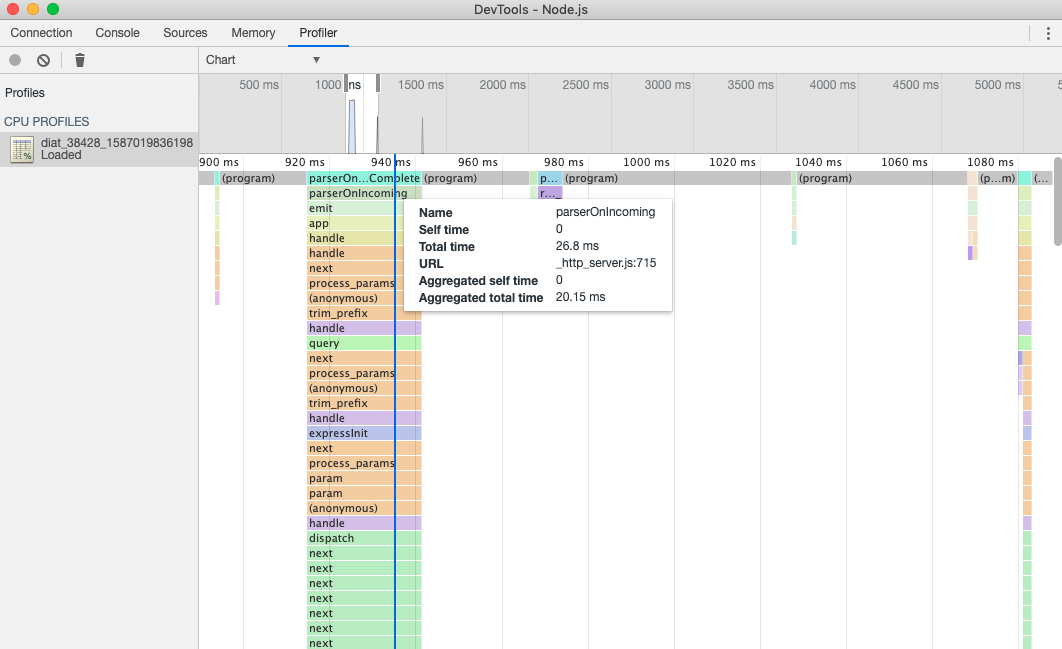 DevTools - Node.js
Connection Console Sources Memory Profiler
Chart ▼
Profiles
CPU PROFILES
diat_38428_1587019836198
Loaded
500 ms 1000 ms 1500 ms 2000 ms 2500 ms 3000 ms 3500 ms 4000 ms 4500 ms 5000 ms 5
900 ms 920 ms 940 ms 960 ms 980 ms 1000 ms 1020 ms 1040 ms 1060 ms 1080 ms
(program) parserOn…Complete (program) p… (program) (program) (p…m) (…
parserOnIncoming r…
emit
app
handle
handle
next
process_params
(anonymous)
trim_prefix
handle
query
next
process_params
(anonymous)
trim_prefix
handle
expressInit
next
process_params
param
param
(anonymous)
handle
dispatch
next
next
next
next
next
next
next
Name parserOnIncoming
Self time 0
Total time 26.8 ms
URL _http_server.js:715
Aggregated self time 0
Aggregated total time 20.15 ms